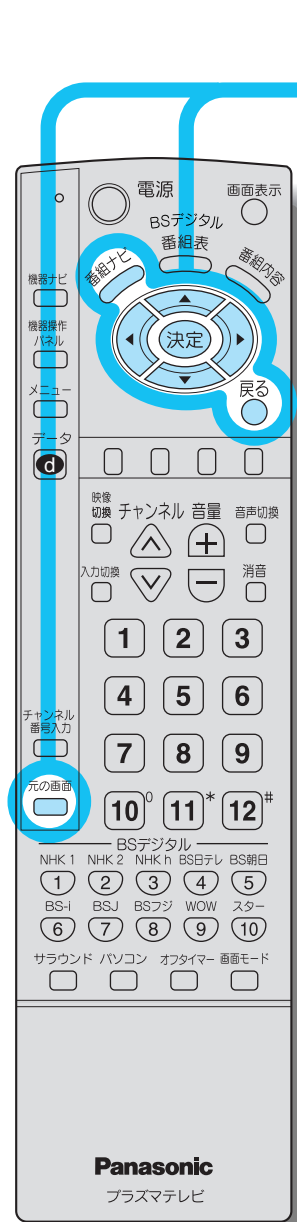 電源
画面表示
BSデジタル
番組表
番組ナビ
番組内容
機器ナビ
決定
機器操作
パネル
メニュー
戻る
データ
d
映像
切換
チャンネル
音量
音声切換
入力切換
消音
1 2 3
4 5 6
チャンネル
番号入力
7 8 9
元の画面
10 0 11 * 12 #
BSデジタル
NHK 1 NHK 2 NHK h BS日テレ BS朝日
1 2 3 4 5
BS-i BSJ BSフジ WOW スター
6 7 8 9 10
サラウンド パソコン オフタイマー 画面モード
Panasonic
プラズマテレビ